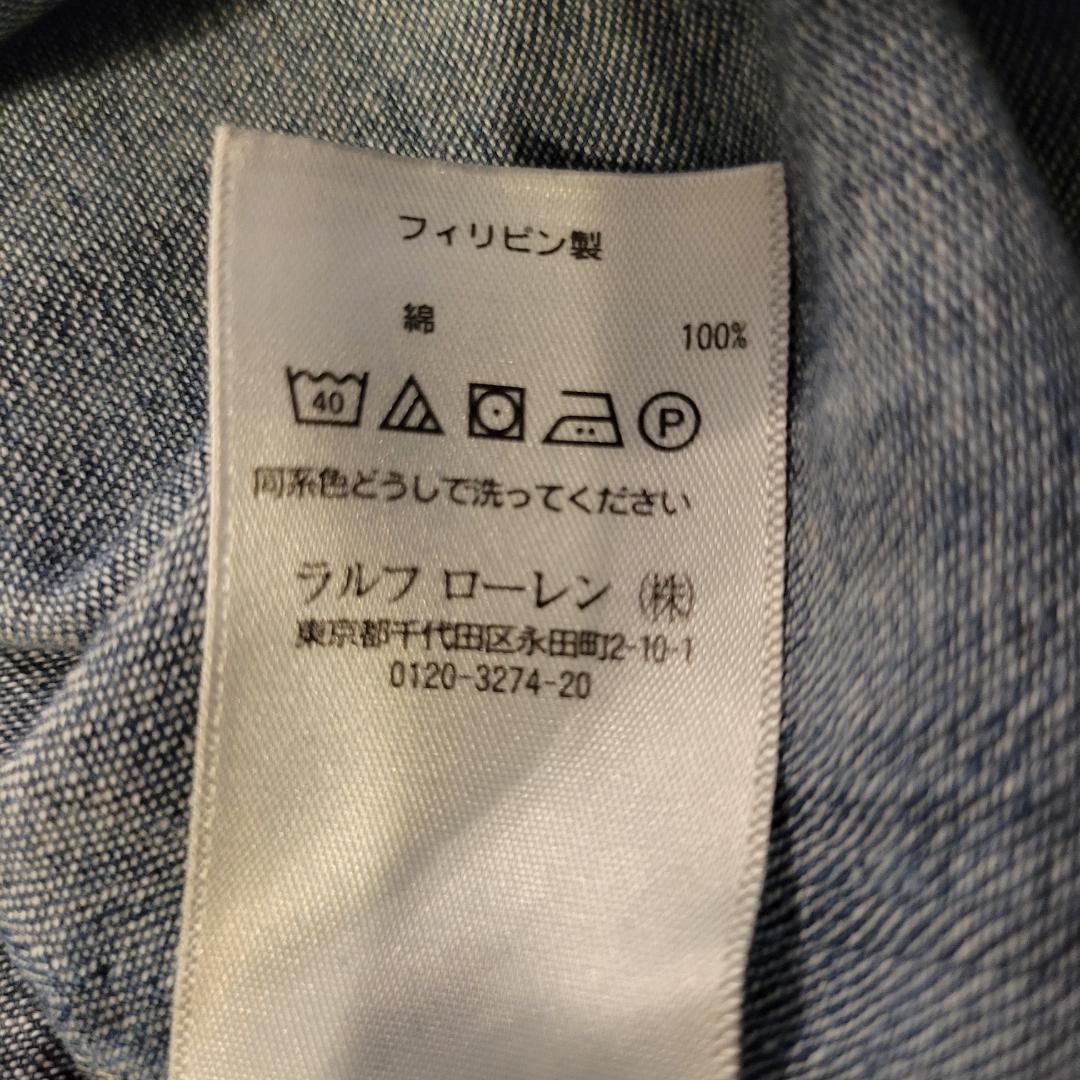 フィリピン製
綿 100%
40 P
同系色どうしで洗ってください
ラルフ ローレン (株)
東京都千代田区永田町2-10-1
0120-3274-20